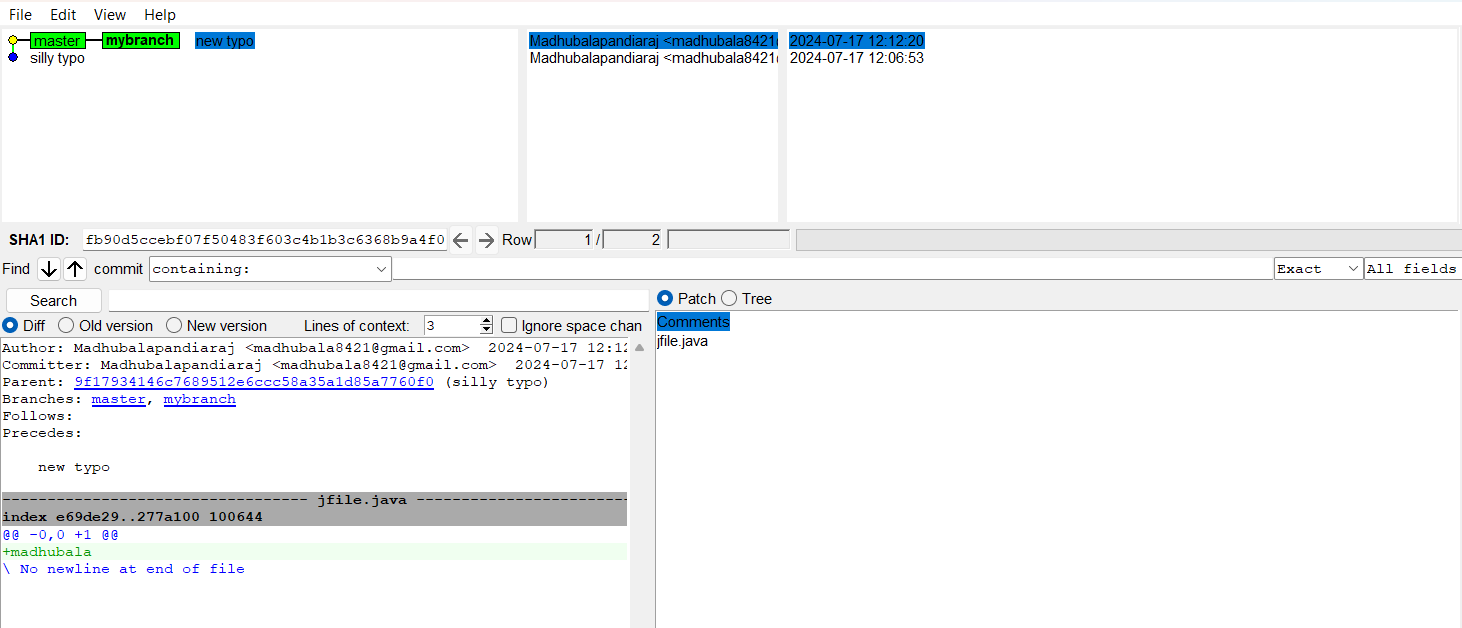 File Edit View Help
master mybranch new typo Madhubalapandiaraj <madhubala8421 2024-07-17 12:12:20
silly typo Madhubalapandiaraj <madhubala8421 2024-07-17 12:06:53
SHA1 ID: fb90d5ccebf07f50483f603c4b1b3c6368b9a4f0 Row 1 / 2
Find commit containing: Exact All fields
Search
Patch Tree
Diff Old version New version Lines of context: 3 Ignore space chan
Comments
jfile.java
Author: Madhubalapandiaraj <madhubala8421@gmail.com> 2024-07-17 12:12
Committer: Madhubalapandiaraj <madhubala8421@gmail.com> 2024-07-17 12
Parent: 9f17934146c7689512e6ccc58a35a1d85a7760f0 (silly typo)
Branches: master, mybranch
Follows:
Precedes:
new typo
---------------------------------- jfile.java ------------------------
index e69de29..277a100 100644
@@ -0,0 +1 @@
+madhubala
\ No newline at end of file